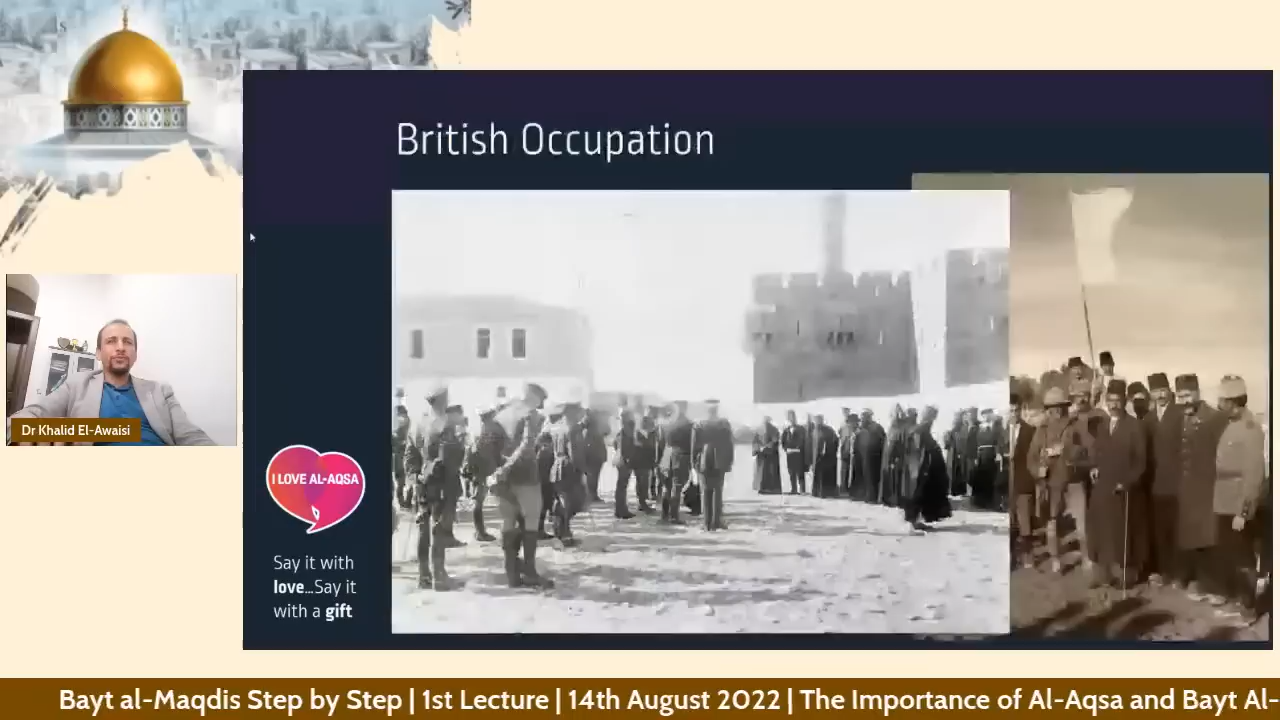 British Occupation
Dr Khalid El-Awaisi
I LOVE AL-AQSA
Say it with
love...Say it
with a gift
Bayt al-Maqdis Step by Step | 1st Lecture | 14th August 2022 | The Importance of Al-Aqsa and Bayt Al-